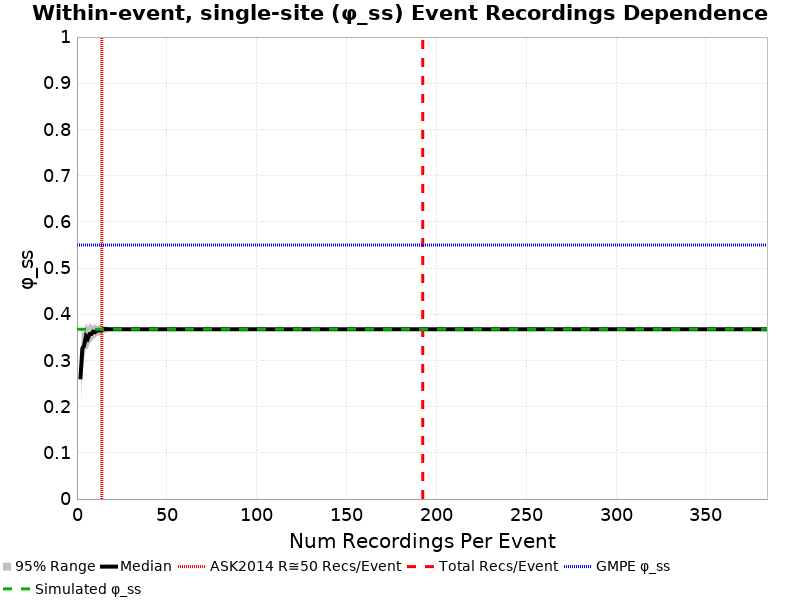 Within-event, single-site (φ_ss) Event Recordings Dependence
1
0.9
0.8
0.7
0.6
0.5
0.4
0.3
0.2
0.1
0
φ_ss
0 50 100 150 200 250 300 350
Num Recordings Per Event
95% Range Median ASK2014 R≅50 Recs/Event Total Recs/Event GMPE φ_ss
Simulated φ_ss